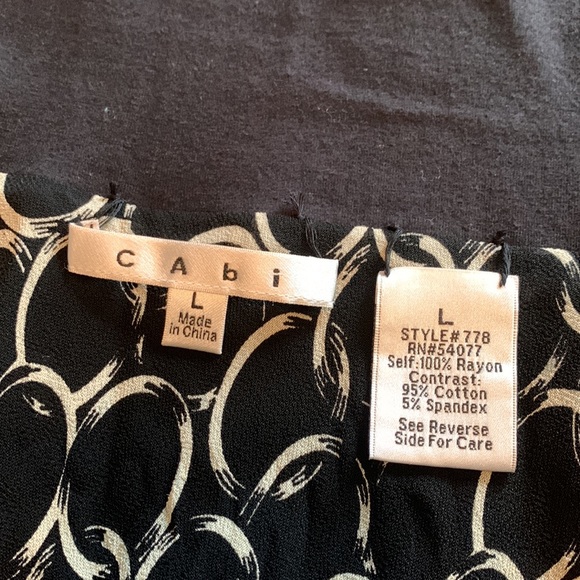 CAbi
L
Made
In China
L
STYLE# 778
RN#54077
Self:100% Rayon
Contrast:
95% Cotton
5% Spandex
See Reverse
Side For Care